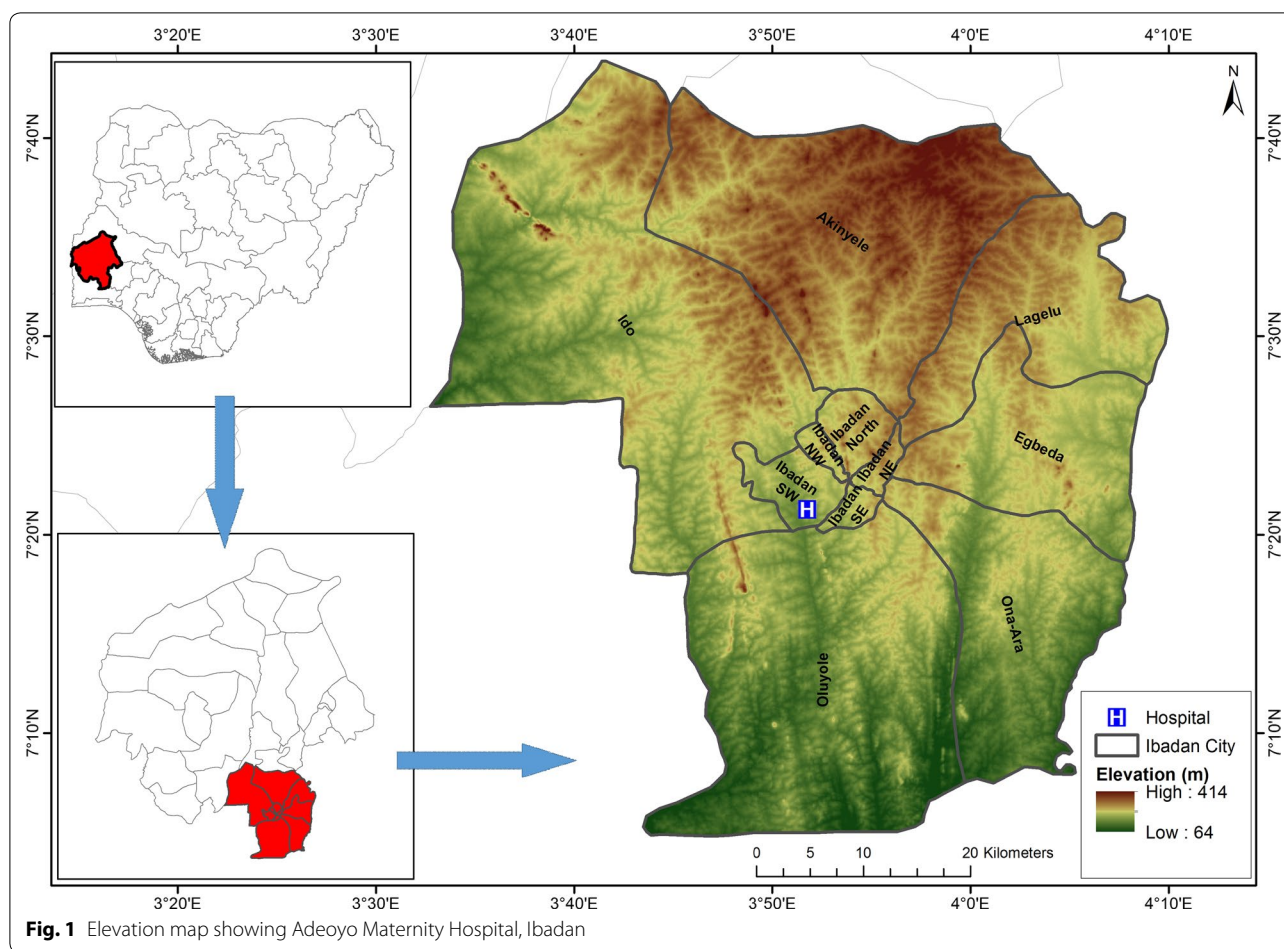 3°20'E 3°30'E 3°40'E 3°50'E 4°0'E 4°10'E
N
7°40'N 7°40'N
Akinyele
Ido
Lagelu
7°30'N 7°30'N
Ibadan
North
Ibadan
NW
Ibadan
NE
Egbeda
Ibadan
SW
Ibadan
SE
H
7°20'N 7°20'N
Ona-Ara
Oluyole
7°10'N 7°10'N
H Hospital
Ibadan City
Elevation (m)
High : 414
Low : 64
0 5 10 20 Kilometers
3°20'E 3°30'E 3°40'E 3°50'E 4°0'E 4°10'E
Fig. 1 Elevation map showing Adeoyo Maternity Hospital, Ibadan